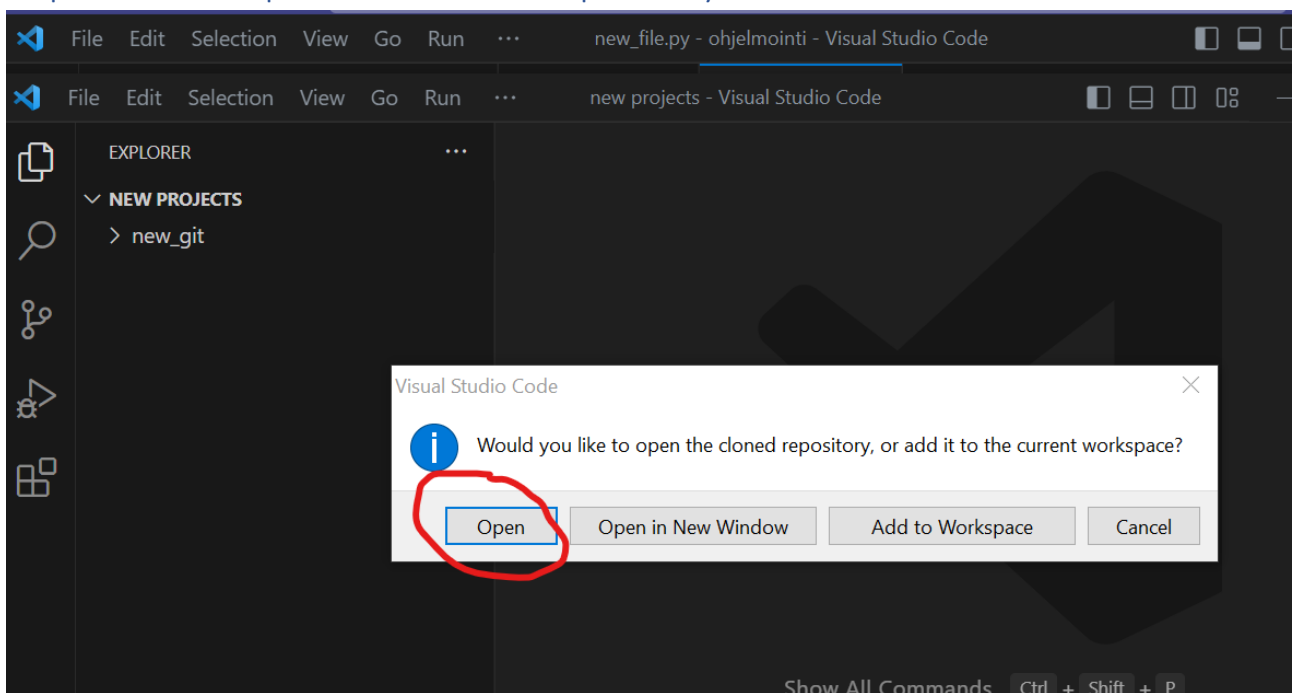 File Edit Selection View Go Run ··· new_file.py - ohjelmointi - Visual Studio Code
File Edit Selection View Go Run ··· new projects - Visual Studio Code
EXPLORER ···
NEW PROJECTS
> new_git
Visual Studio Code
Would you like to open the cloned repository, or add it to the current workspace?
Open Open in New Window Add to Workspace Cancel
Show All Commands Ctrl + Shift + P